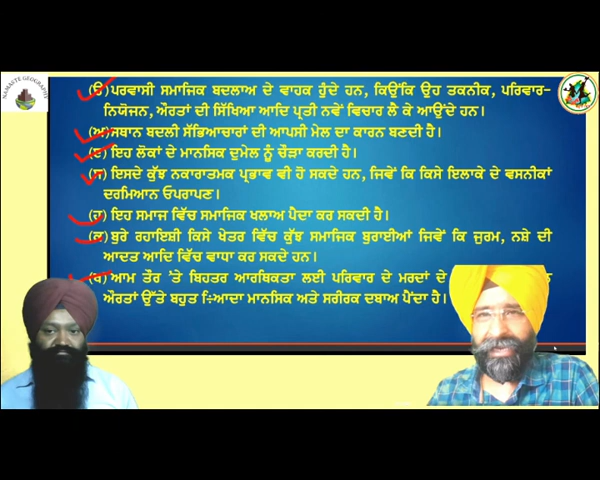 NAMASTE GEOGRAPHY
(ੳ) ਪਰਵਾਸੀ ਸਮਾਜਿਕ ਬਦਲਾਅ ਦੇ ਵਾਹਕ ਹੁੰਦੇ ਹਨ, ਕਿਉਂਕਿ ਉਹ ਤਕਨੀਕ, ਪਰਿਵਾਰ–
ਨਿਯੋਜਨ, ਔਰਤਾਂ ਦੀ ਸਿੱਖਿਆ ਆਦਿ ਪ੍ਰਤੀ ਨਵੇਂ ਵਿਚਾਰ ਲੈ ਕੇ ਆਉਂਦੇ ਹਨ।
(ਅ) ਸਥਾਨ ਬਦਲੀ ਸੱਭਿਆਚਾਰਾਂ ਦੀ ਆਪਸੀ ਮੇਲ ਦਾ ਕਾਰਨ ਬਣਦੀ ਹੈ।
ਇਹ ਲੋਕਾਂ ਦੇ ਮਾਨਸਿਕ ਦੁਮੇਲ ਨੂੰ ਚੌੜਾ ਕਰਦੀ ਹੈ।
(ਸ) ਇਸਦੇ ਕੁੱਝ ਨਕਾਰਾਤਮਕ ਪ੍ਰਭਾਵ ਵੀ ਹੋ ਸਕਦੇ ਹਨ, ਜਿਵੇਂ ਕਿ ਕਿਸੇ ਇਲਾਕੇ ਦੇ ਵਸਨੀਕਾਂ
ਦਰਮਿਆਨ ਓਪਰਾਪਣ।
(ਹ) ਇਹ ਸਮਾਜ ਵਿੱਚ ਸਮਾਜਿਕ ਖਲਾਅ ਪੈਦਾ ਕਰ ਸਕਦੀ ਹੈ।
(ਕ) ਬੁਰੇ ਰਹਾਇਸ਼ੀ ਕਿਸੇ ਖੇਤਰ ਵਿੱਚ ਕੁੱਝ ਸਮਾਜਿਕ ਬੁਰਾਈਆਂ ਜਿਵੇਂ ਕਿ ਜੁਰਮ, ਨਸ਼ੇ ਦੀ
ਆਦਤ ਆਦਿ ਵਿੱਚ ਵਾਧਾ ਕਰ ਸਕਦੇ ਹਨ।
(ਖ) ਆਮ ਤੌਰ 'ਤੇ ਬਿਹਤਰ ਆਰਥਿਕਤਾ ਲਈ ਪਰਿਵਾਰ ਦੇ ਮਰਦਾਂ ਦੇ
ਔਰਤਾਂ ਉੱਤੇ ਬਹੁਤ ਮਾਨਸਿਕ ਅਤੇ ਸਰੀਰਕ ਦਬਾਅ ਪੈਂਦਾ ਹੈ।